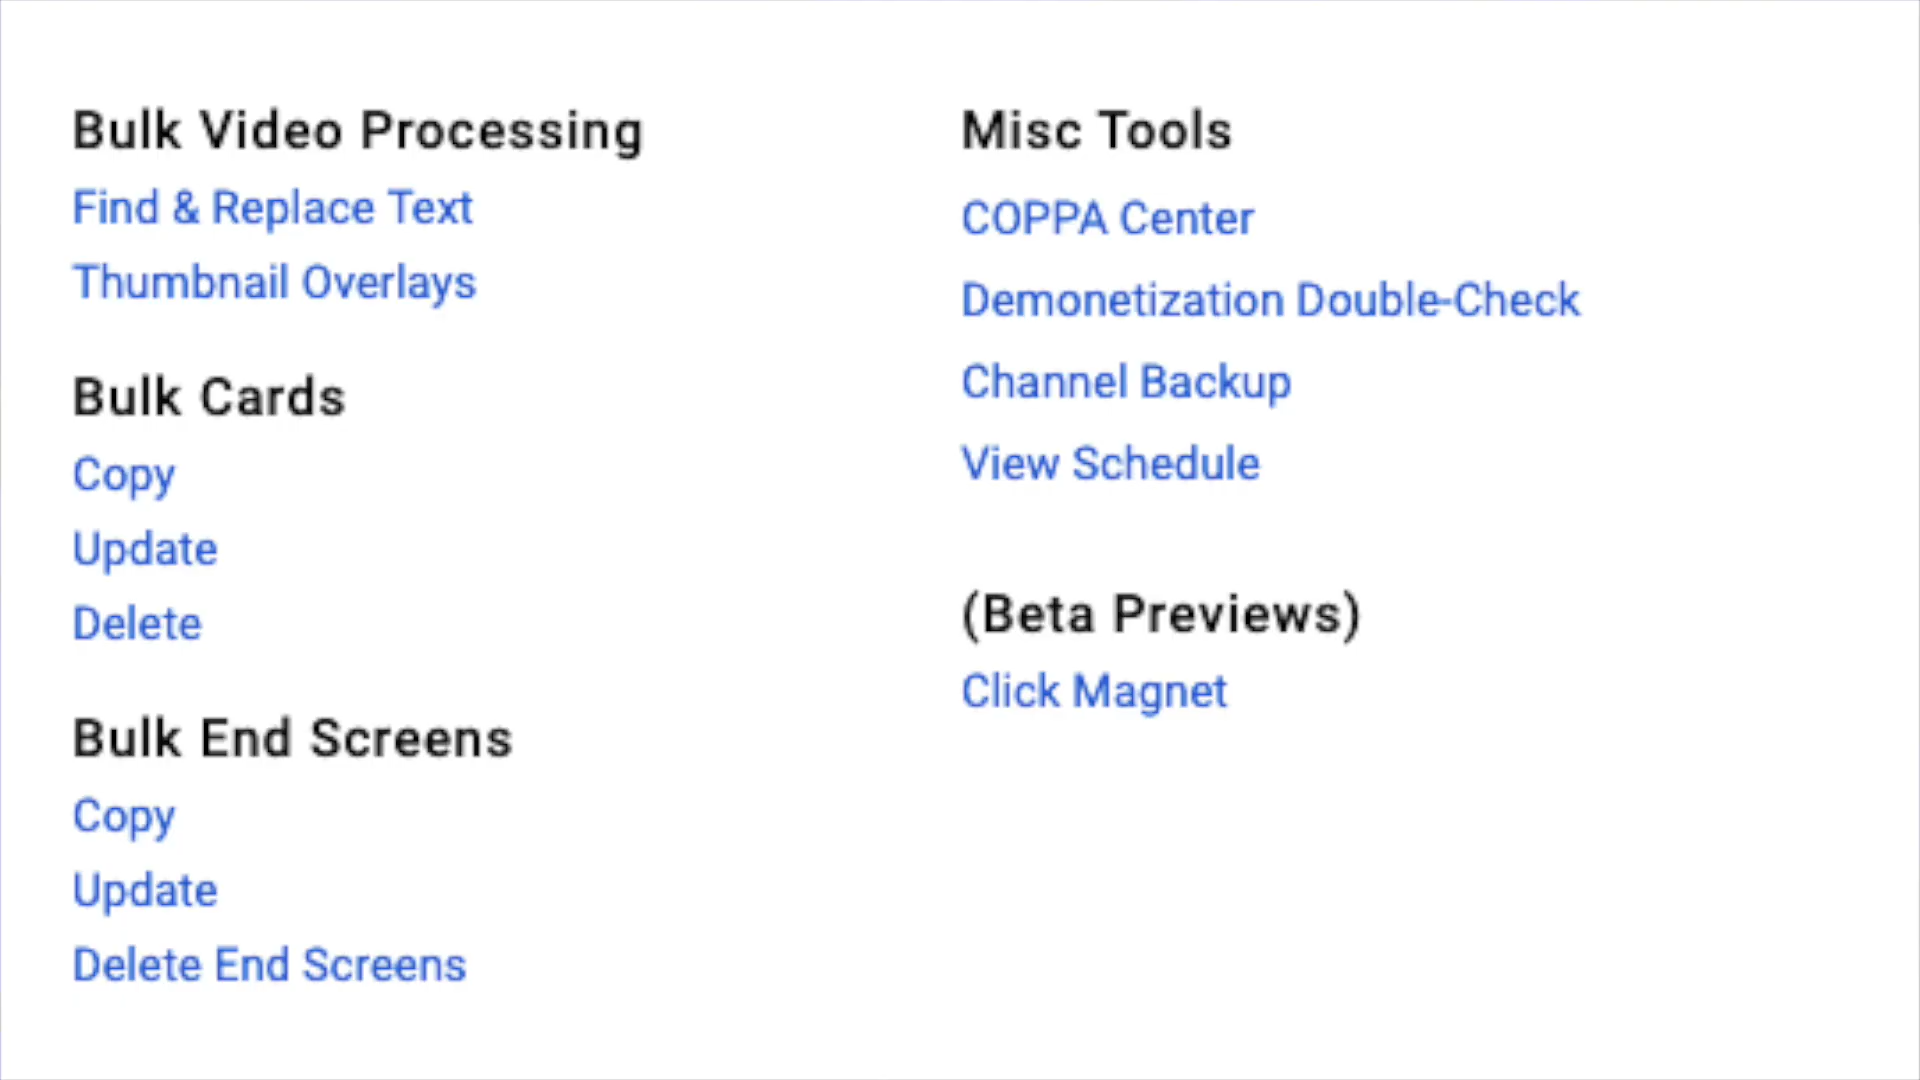 Bulk Video Processing
Find & Replace Text
Thumbnail Overlays
Bulk Cards
Copy
Update
Delete
Bulk End Screens
Copy
Update
Delete End Screens
Misc Tools
COPPA Center
Demonetization Double-Check
Channel Backup
View Schedule
(Beta Previews)
Click Magnet